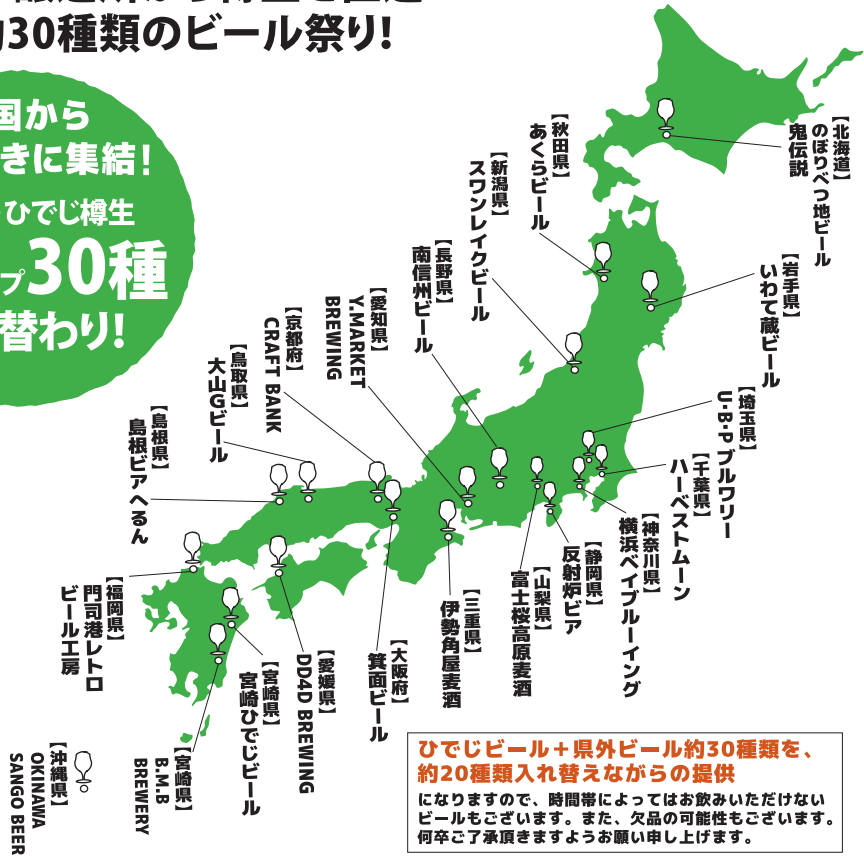 約30種類のビール祭り!
国から
きに集結!
ひでじ樽生
プ30種
替わり!
【北海道】
のぼりべつ地ビール
鬼伝説
【秋田県】
あくらビール
【新潟県】
スワンレイクビール
【長野県】
南信州ビール
【岩手県】
いわて蔵ビール
【愛知県】
Y.MARKET
BREWING
【京都府】
CRAFT BANK
【鳥取県】
大山Gビール
【島根県】
島根ビアへるん
【埼玉県】
U・B・P ブルワリー
【千葉県】
ハーベストムーン
【神奈川県】
横浜ベイブルーイング
【静岡県】
反射炉ビア
【山梨県】
富士桜高原麦酒
【三重県】
伊勢角屋麦酒
【大阪府】
箕面ビール
【愛媛県】
DD4D BREWING
【福岡県】
門司港レトロ
ビール工房
【宮崎県】
宮崎ひでじビール
【宮崎県】
B.M.B
BREWERY
【沖縄県】
OKINAWA
SANGO BEER
ひでじビール+県外ビール約30種類を、
約20種類入れ替えながらの提供
になりますので、時間帯によってはお飲みいただけない
ビールもございます。また、欠品の可能性もございます。
何卒ご了承頂きますようお願い申し上げます。